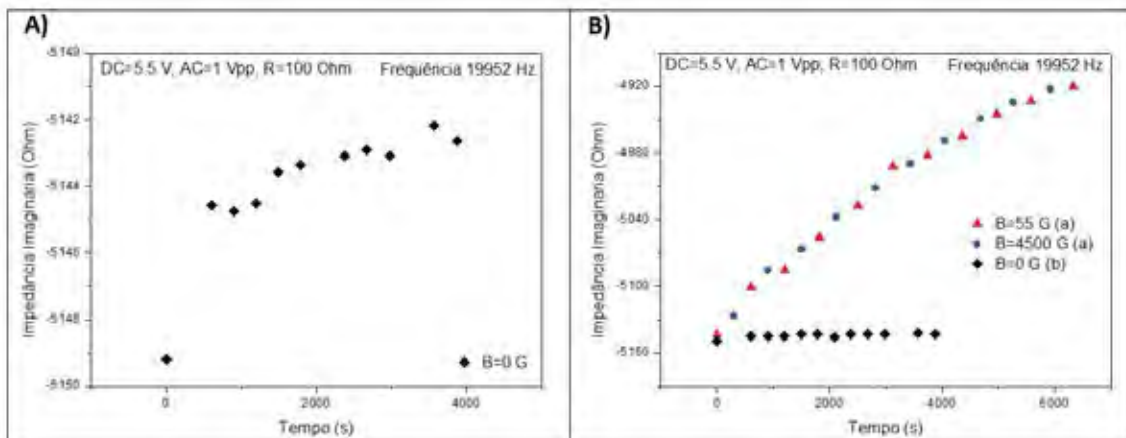 A)
DC=5.5 V, AC=1 Vpp, R=100 Ohm
Frequência 19952 Hz
Impedância Imaginária (Ohm)
-5140
-5142
-5144
-5146
-5148
-5150
B=0 G
0
2000
4000
Tempo (s)
B)
DC=5.5 V, AC=1 Vpp, R=100 Ohm
Frequência 19952 Hz
Impedância Imaginária (Ohm)
-4920
-4980
-5040
-5100
-5160
B=55 G (a)
B=4500 G (a)
B=0 G (b)
0
2000
4000
6000
Tempo (s)